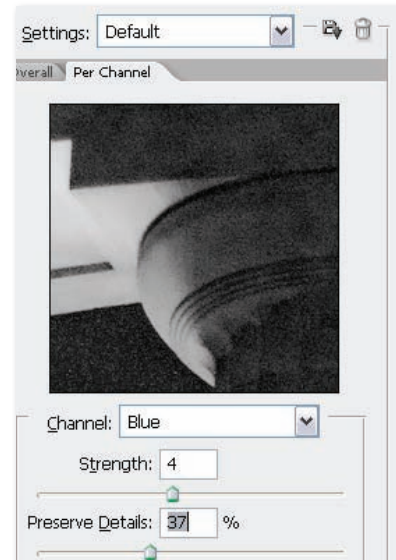 Settings: Default
verall Per Channel
Channel: Blue
Strength: 4
Preserve Details: 37 %